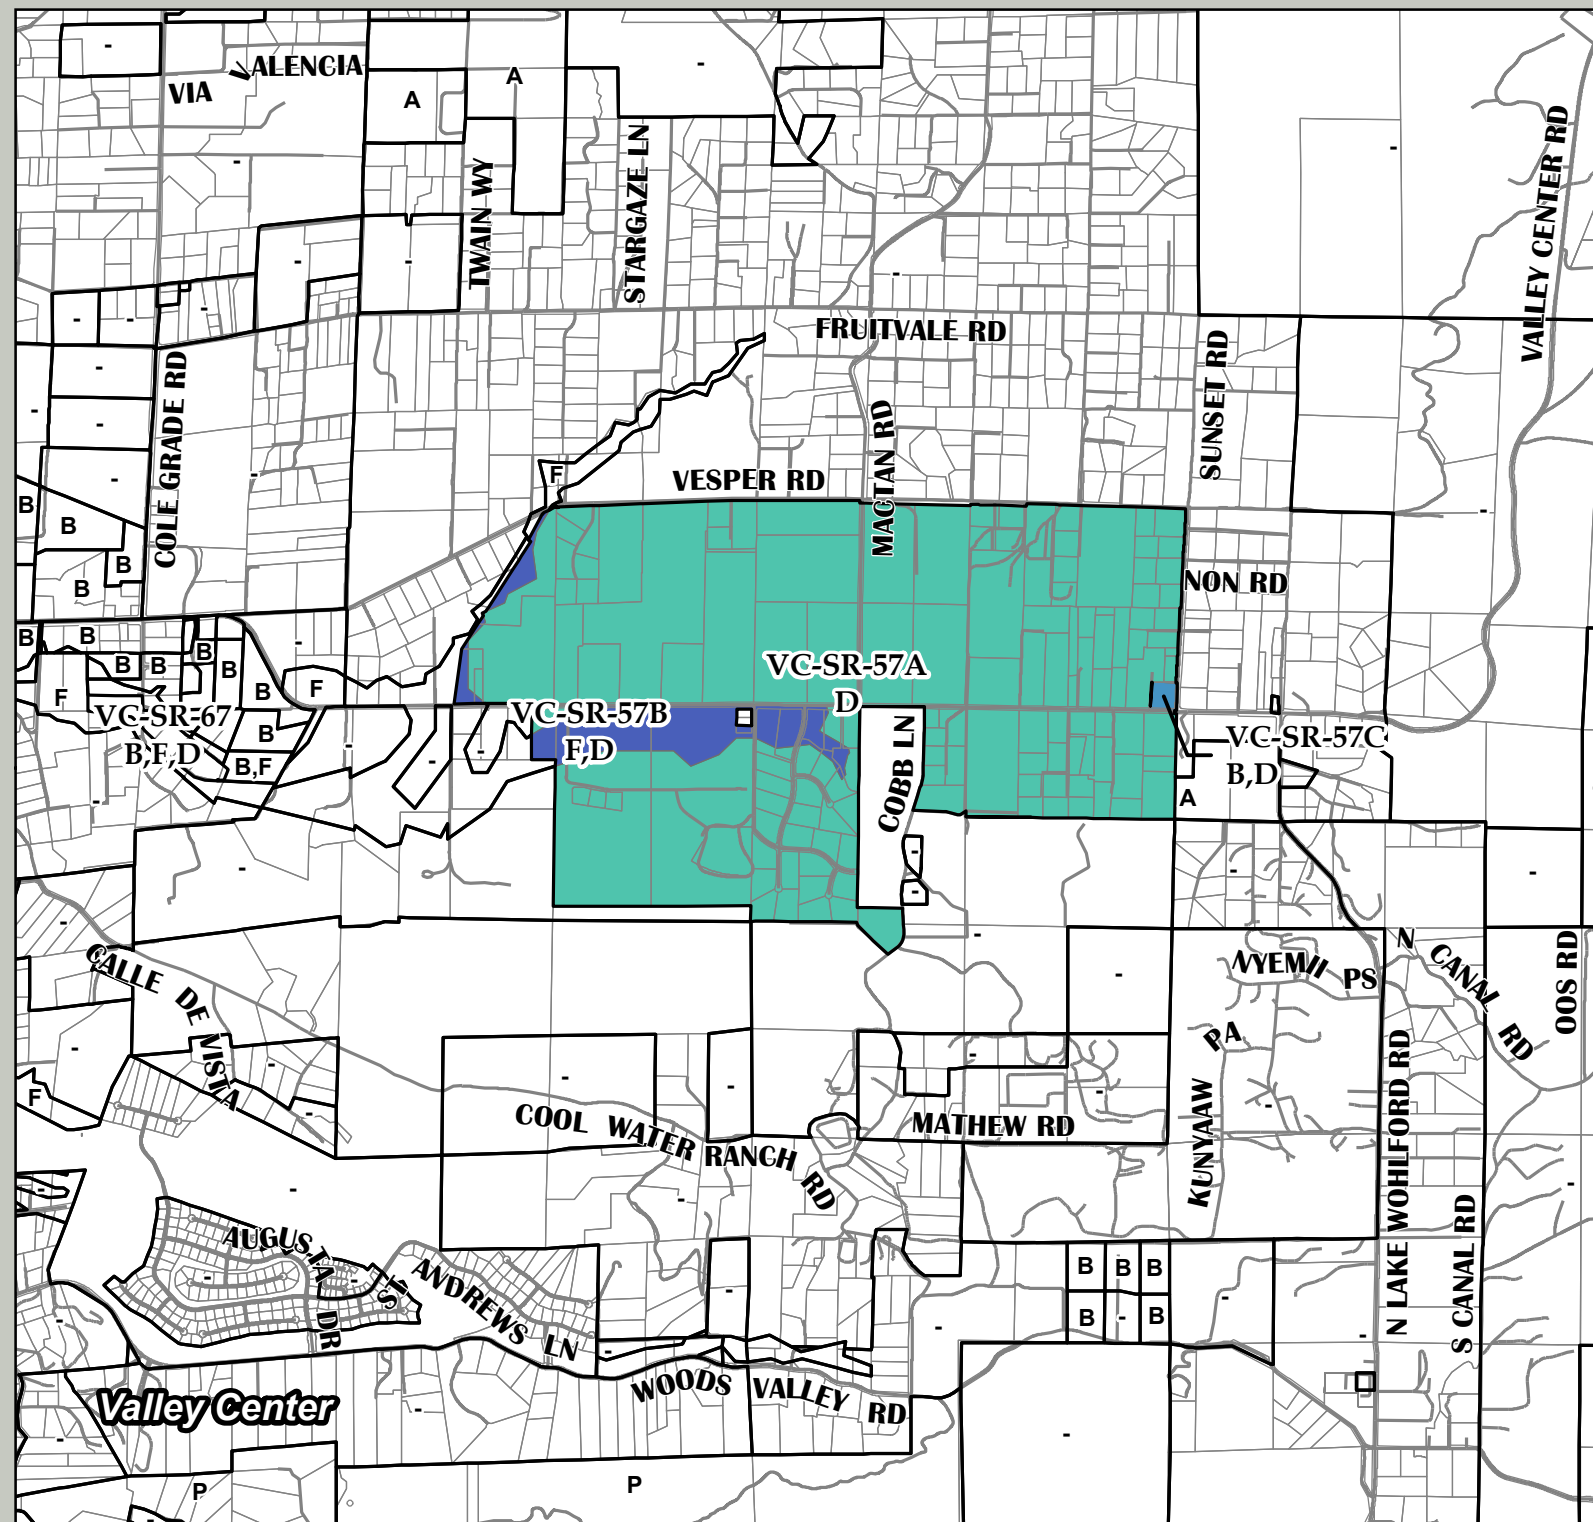 VIA VALENCIA
A
A
TWAIN WY
STARGAZE LN
VALLEY CENTER RD
FRUITVALE RD
COLE GRADE RD
SUNSET RD
MACTAN RD
F
VESPER RD
B
B
B
B
NON RD
B
B
B
B
B
B
B
F
F
VC-SR-57A
D
VC-SR-67
B,F,D
B
B,F
VC-SR-57B
F,D
COBB LN
VC-SR-57C
B,D
A
CALLE DE VISTA
N CANAL RD
NYEMII PS
OOS RD
PA
KUNYAAW
N LAKE WOHLFORD RD
F
COOL WATER RANCH RD
MATHEW RD
S CANAL RD
AUGUSTA DR
ST ANDREWS LN
B
B
B
B
-
B
Valley Center
WOODS VALLEY RD
P
P